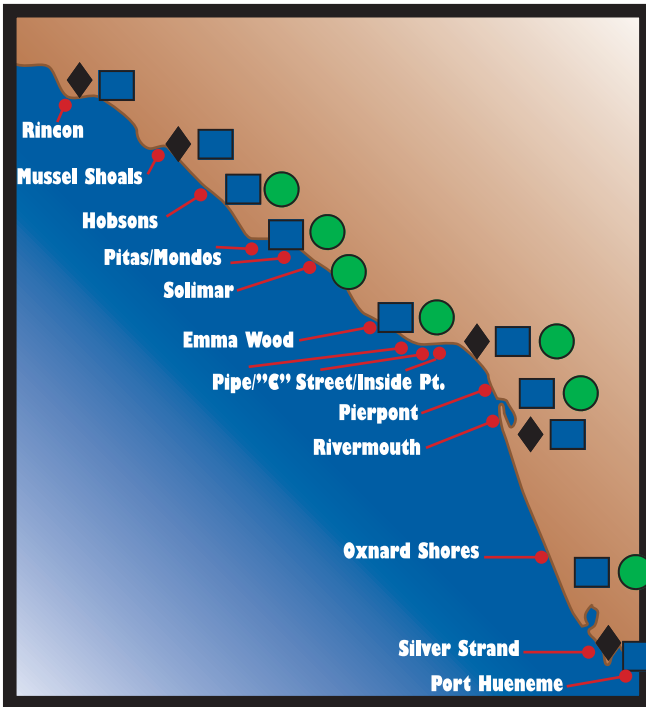 Rincon
Mussel Shoals
Hobsons
Pitas/Mondos
Solimar
Emma Wood
Pipe/”C” Street/Inside Pt.
Pierpont
Rivermouth
Oxnard Shores
Silver Strand
Port Hueneme